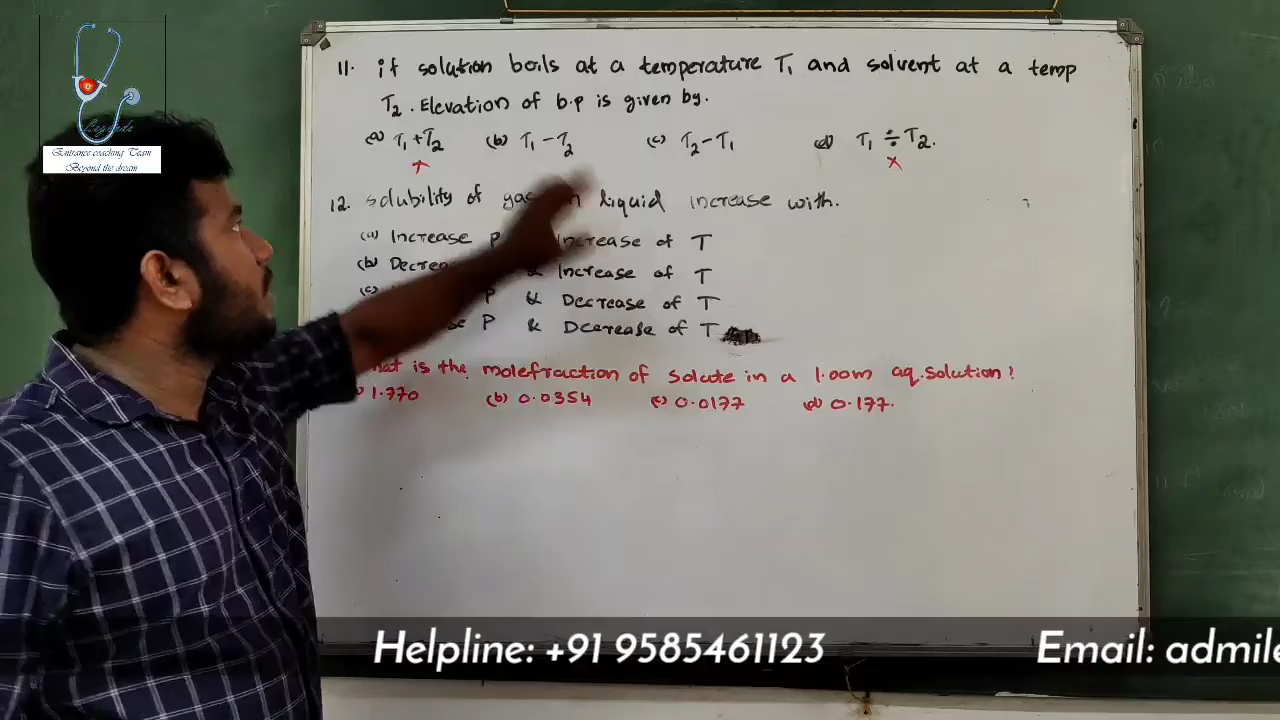 Legends
Entrance coaching Team
Beyond the dream
11. if solution boils at a temperature T₁ and solvent at a temp
T₂. Elevation of b.p is given by.
(a) T₁ + T₂ (b) T₁ - T₂ (c) T₂ - T₁ (d) T₁ ÷ T₂.
x x
12. solubility of liquid increase with.
(a) Increase P Increase of T
(b) & Increase of T
P & Decrease of T
P & Decrease of T
is the molefraction of solute in a 1.00m aq.solution?
1.770 (b) 0.0354 (c) 0.0177 (d) 0.177.
Helpline: +91 9585461123 Email: